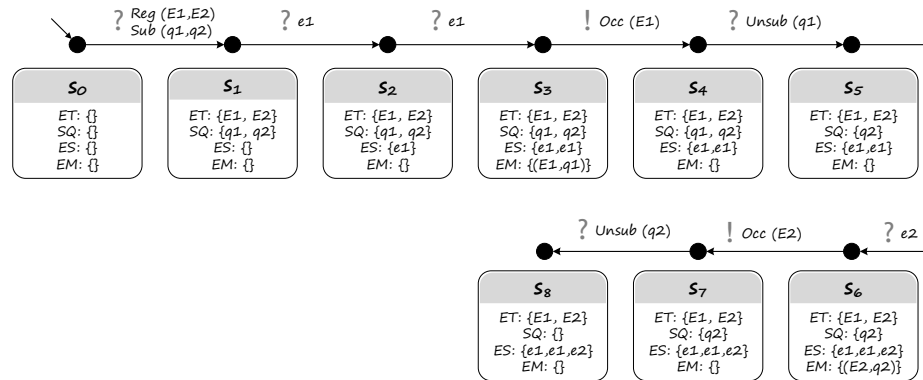 ? Reg (E1,E2)
Sub (q1,q2)
? e1
? e1
! Occ (E1)
? Unsub (q1)
S0
ET: {}
SQ: {}
ES: {}
EM: {}
S1
ET: {E1, E2}
SQ: {q1, q2}
ES: {}
EM: {}
S2
ET: {E1, E2}
SQ: {q1, q2}
ES: {e1}
EM: {}
S3
ET: {E1, E2}
SQ: {q1, q2}
ES: {e1,e1}
EM: {(E1,q1)}
S4
ET: {E1, E2}
SQ: {q1, q2}
ES: {e1,e1}
EM: {}
S5
ET: {E1, E2}
SQ: {q2}
ES: {e1,e1}
EM: {}
? Unsub (q2)
! Occ (E2)
? e2
S8
ET: {E1, E2}
SQ: {}
ES: {e1,e1,e2}
EM: {}
S7
ET: {E1, E2}
SQ: {q2}
ES: {e1,e1,e2}
EM: {}
S6
ET: {E1, E2}
SQ: {q2}
ES: {e1,e1,e2}
EM: {(E2,q2)}